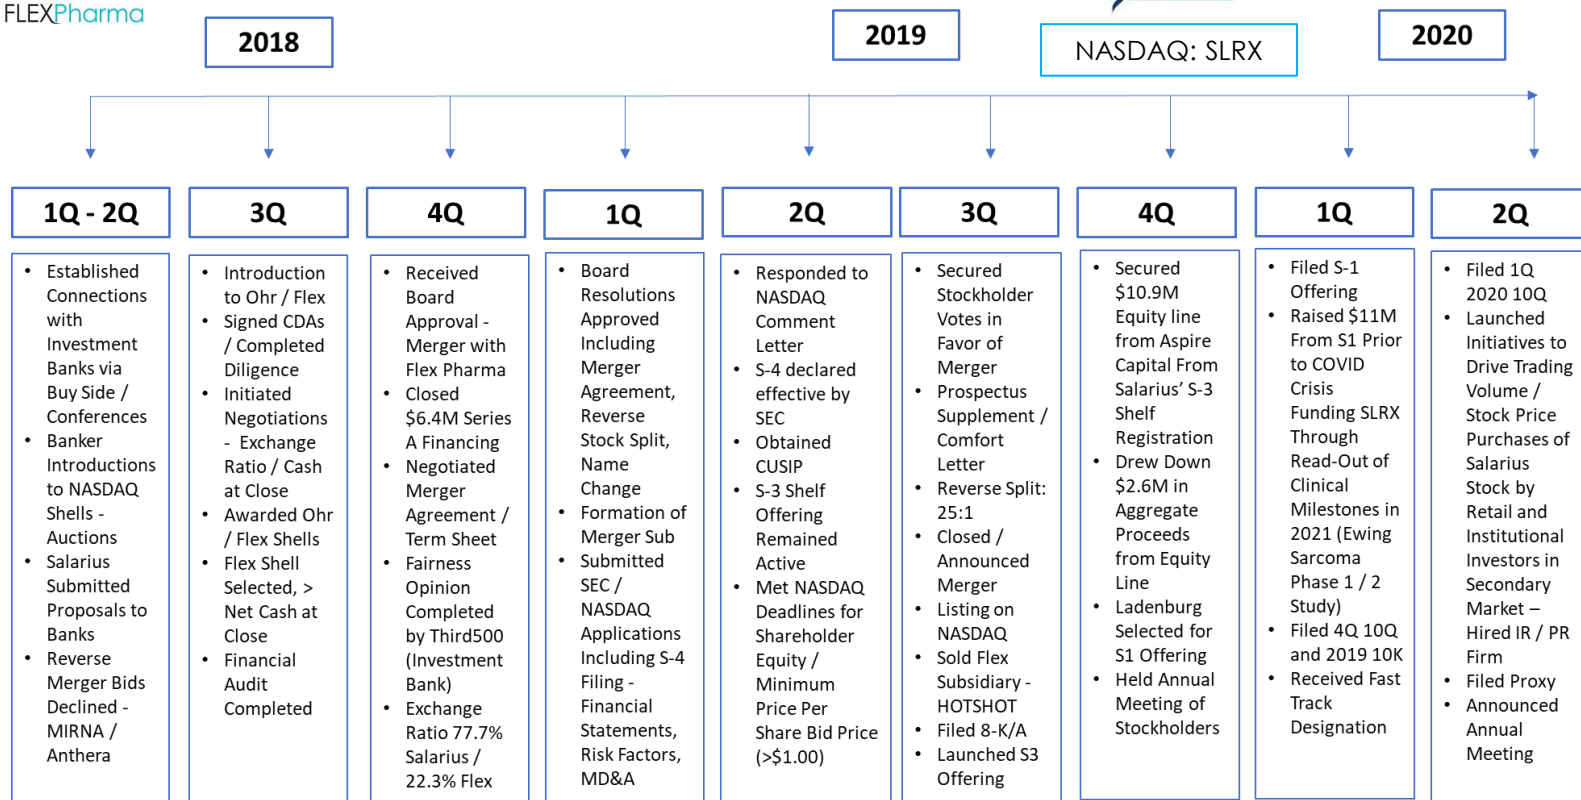 FLEXPharma
2018
2019
NASDAQ: SLRX
2020
1Q - 2Q
• Established
Connections
with
Investment
Banks via
Buy Side /
Conferences
• Banker
Introductions
to NASDAQ
Shells -
Auctions
• Salarius
Submitted
Proposals to
Banks
• Reverse
Merger Bids
Declined -
MIRNA /
Anthera
3Q
• Introduction
to Ohr / Flex
• Signed CDAs
/ Completed
Diligence
• Initiated
Negotiations
- Exchange
Ratio / Cash
at Close
• Awarded Ohr
/ Flex Shells
• Flex Shell
Selected, >
Net Cash at
Close
• Financial
Audit
Completed
4Q
• Received
Board
Approval -
Merger with
Flex Pharma
• Closed
$6.4M Series
A Financing
• Negotiated
Merger
Agreement /
Term Sheet
• Fairness
Opinion
Completed
by Third500
(Investment
Bank)
• Exchange
Ratio 77.7%
Salarius /
22.3% Flex
1Q
• Board
Resolutions
Approved
Including
Merger
Agreement,
Reverse
Stock Split,
Name
Change
• Formation of
Merger Sub
• Submitted
SEC /
NASDAQ
Applications
Including S-4
Filing -
Financial
Statements,
Risk Factors,
MD&A
2Q
• Responded to
NASDAQ
Comment
Letter
• S-4 declared
effective by
SEC
• Obtained
CUSIP
• S-3 Shelf
Offering
Remained
Active
• Met NASDAQ
Deadlines for
Shareholder
Equity /
Minimum
Price Per
Share Bid Price
(>$1.00)
3Q
• Secured
Stockholder
Votes in
Favor of
Merger
• Prospectus
Supplement /
Comfort
Letter
• Reverse Split:
25:1
• Closed /
Announced
Merger
• Listing on
NASDAQ
• Sold Flex
Subsidiary -
HOTSHOT
• Filed 8-K/A
• Launched S3
Offering
4Q
• Secured
$10.9M
Equity line
from Aspire
Capital From
Salarius’ S-3
Shelf
Registration
• Drew Down
$2.6M in
Aggregate
Proceeds
from Equity
Line
• Ladenburg
Selected for
S1 Offering
• Held Annual
Meeting of
Stockholders
1Q
• Filed S-1
Offering
• Raised $11M
From S1 Prior
to COVID
Crisis
Funding SLRX
Through
Read-Out of
Clinical
Milestones in
2021 (Ewing
Sarcoma
Phase 1 / 2
Study)
• Filed 4Q 10Q
and 2019 10K
• Received Fast
Track
Designation
2Q
• Filed 1Q
2020 10Q
• Launched
Initiatives to
Drive Trading
Volume /
Stock Price
Purchases of
Salarius
Stock by
Retail and
Institutional
Investors in
Secondary
Market –
Hired IR / PR
Firm
• Filed Proxy
• Announced
Annual
Meeting